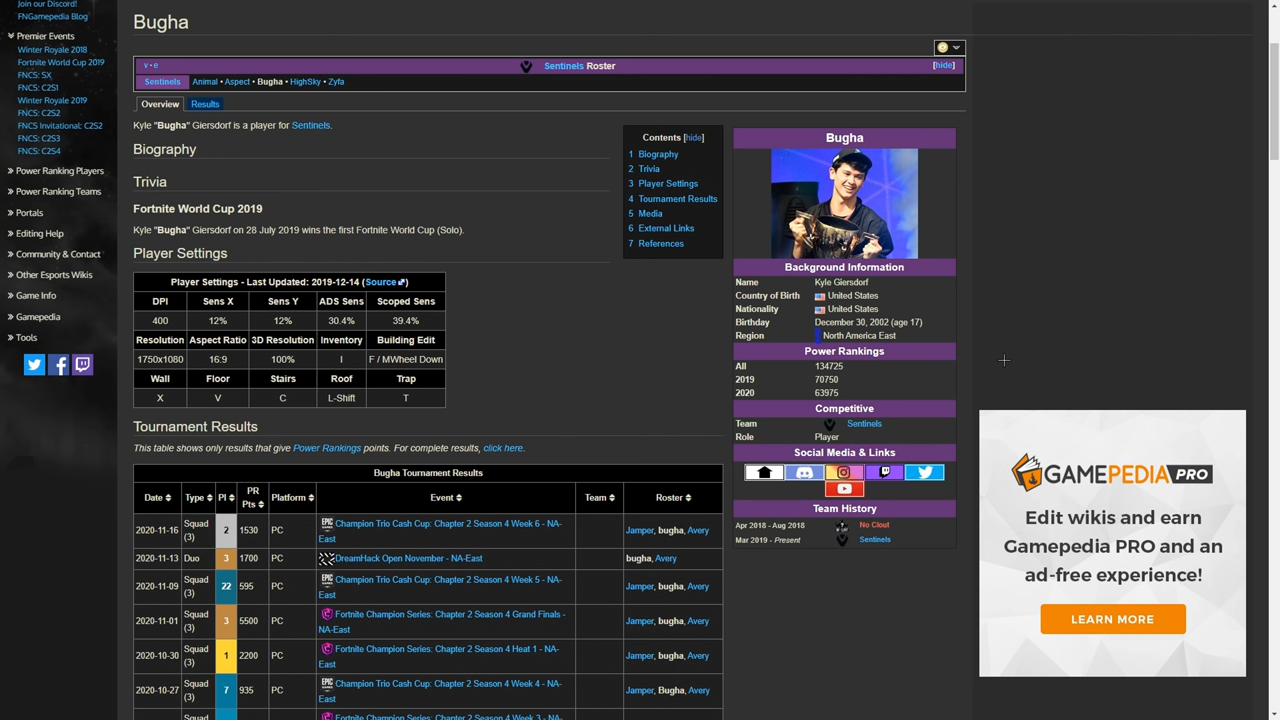 Join our Discord!
FNGamepedia Blog
Premier Events
Winter Royale 2018
Fortnite World Cup 2019
FNCS: SX
FNCS: C2S1
Winter Royale 2019
FNCS: C2S2
FNCS Invitational: C2S2
FNCS: C2S3
FNCS: C2S4
Power Ranking Players
Power Ranking Teams
Portals
Editing Help
Community & Contact
Other Esports Wikis
Game Info
Gamepedia
Tools
Bugha
v • e
Sentinels Roster
[hide]
Sentinels Animal • Aspect • Bugha • HighSky • Zyfa
Overview Results
Kyle "Bugha" Giersdorf is a player for Sentinels.
Biography
Trivia
Fortnite World Cup 2019
Kyle "Bugha" Giersdorf on 28 July 2019 wins the first Fortnite World Cup (Solo).
Player Settings
Player Settings - Last Updated: 2019-12-14 (Source)
DPI Sens X Sens Y ADS Sens Scoped Sens
400 12% 12% 30.4% 39.4%
Resolution Aspect Ratio 3D Resolution Inventory Building Edit
1750x1080 16:9 100% I F / MWheel Down
Wall Floor Stairs Roof Trap
X V C L-Shift T
Contents [hide]
1 Biography
2 Trivia
3 Player Settings
4 Tournament Results
5 Media
6 External Links
7 References
Tournament Results
This table shows only results that give Power Rankings points. For complete results, click here.
Bugha Tournament Results
Date Type Pl PR Pts Platform Event Team Roster
2020-11-16 Squad (3) 2 1530 PC EPIC GAMES Champion Trio Cash Cup: Chapter 2 Season 4 Week 6 - NA-
East Jamper, bugha, Avery
2020-11-13 Duo 3 1700 PC DreamHack Open November - NA-East bugha, Avery
2020-11-09 Squad (3) 22 595 PC EPIC GAMES Champion Trio Cash Cup: Chapter 2 Season 4 Week 5 - NA-
East Jamper, bugha, Avery
2020-11-01 Squad (3) 3 5500 PC Fortnite Champion Series: Chapter 2 Season 4 Grand Finals -
NA-East Jamper, bugha, Avery
2020-10-30 Squad (3) 1 2200 PC Fortnite Champion Series: Chapter 2 Season 4 Heat 1 - NA-
East Jamper, bugha, Avery
2020-10-27 Squad (3) 7 935 PC EPIC GAMES Champion Trio Cash Cup: Chapter 2 Season 4 Week 4 - NA-
East Jamper, Bugha, Avery
Squad Fortnite Champion Series: Chapter 2 Season 4 Week 3 - NA-
Bugha
Background Information
Name Kyle Giersdorf
Country of Birth United States
Nationality United States
Birthday December 30, 2002 (age 17)
Region North America East
Power Rankings
All 134725
2019 70750
2020 63975
Competitive
Team Sentinels
Role Player
Social Media & Links
Team History
Apr 2018 - Aug 2018 No Clout
Mar 2019 - Present Sentinels
GAMEPEDIA PRO
Edit wikis and earn
Gamepedia PRO and an
ad-free experience!
LEARN MORE